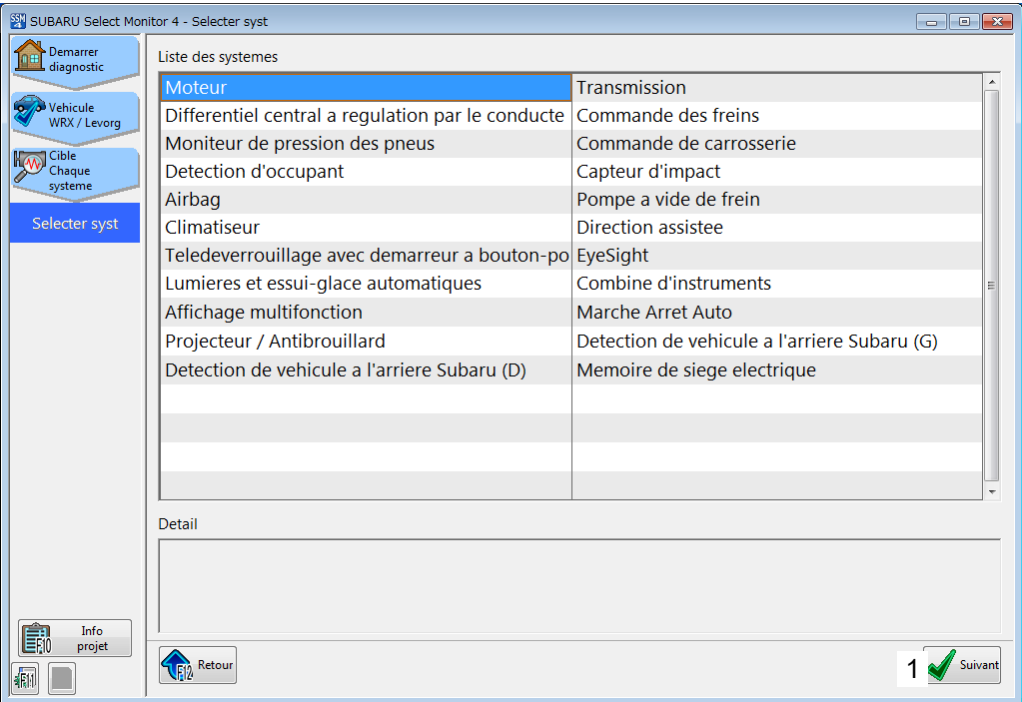 SSM 4 SUBARU Select Monitor 4 - Selecter syst
Demarrer
diagnostic
Vehicule
WRX / Levorg
Cible
Chaque
systeme
Selecter syst
Liste des systemes
Moteur Transmission
Differentiel central a regulation par le conducte Commande des freins
Moniteur de pression des pneus Commande de carrosserie
Detection d'occupant Capteur d'impact
Airbag Pompe a vide de frein
Climatiseur Direction assistee
Teledeverrouillage avec demarreur a bouton-po EyeSight
Lumieres et essui-glace automatiques Combine d'instruments
Affichage multifonction Marche Arret Auto
Projecteur / Antibrouillard Detection de vehicule a l'arriere Subaru (G)
Detection de vehicule a l'arriere Subaru (D) Memoire de siege electrique
Detail
F10 Info
projet
F11
F12 Retour
1 Suivant